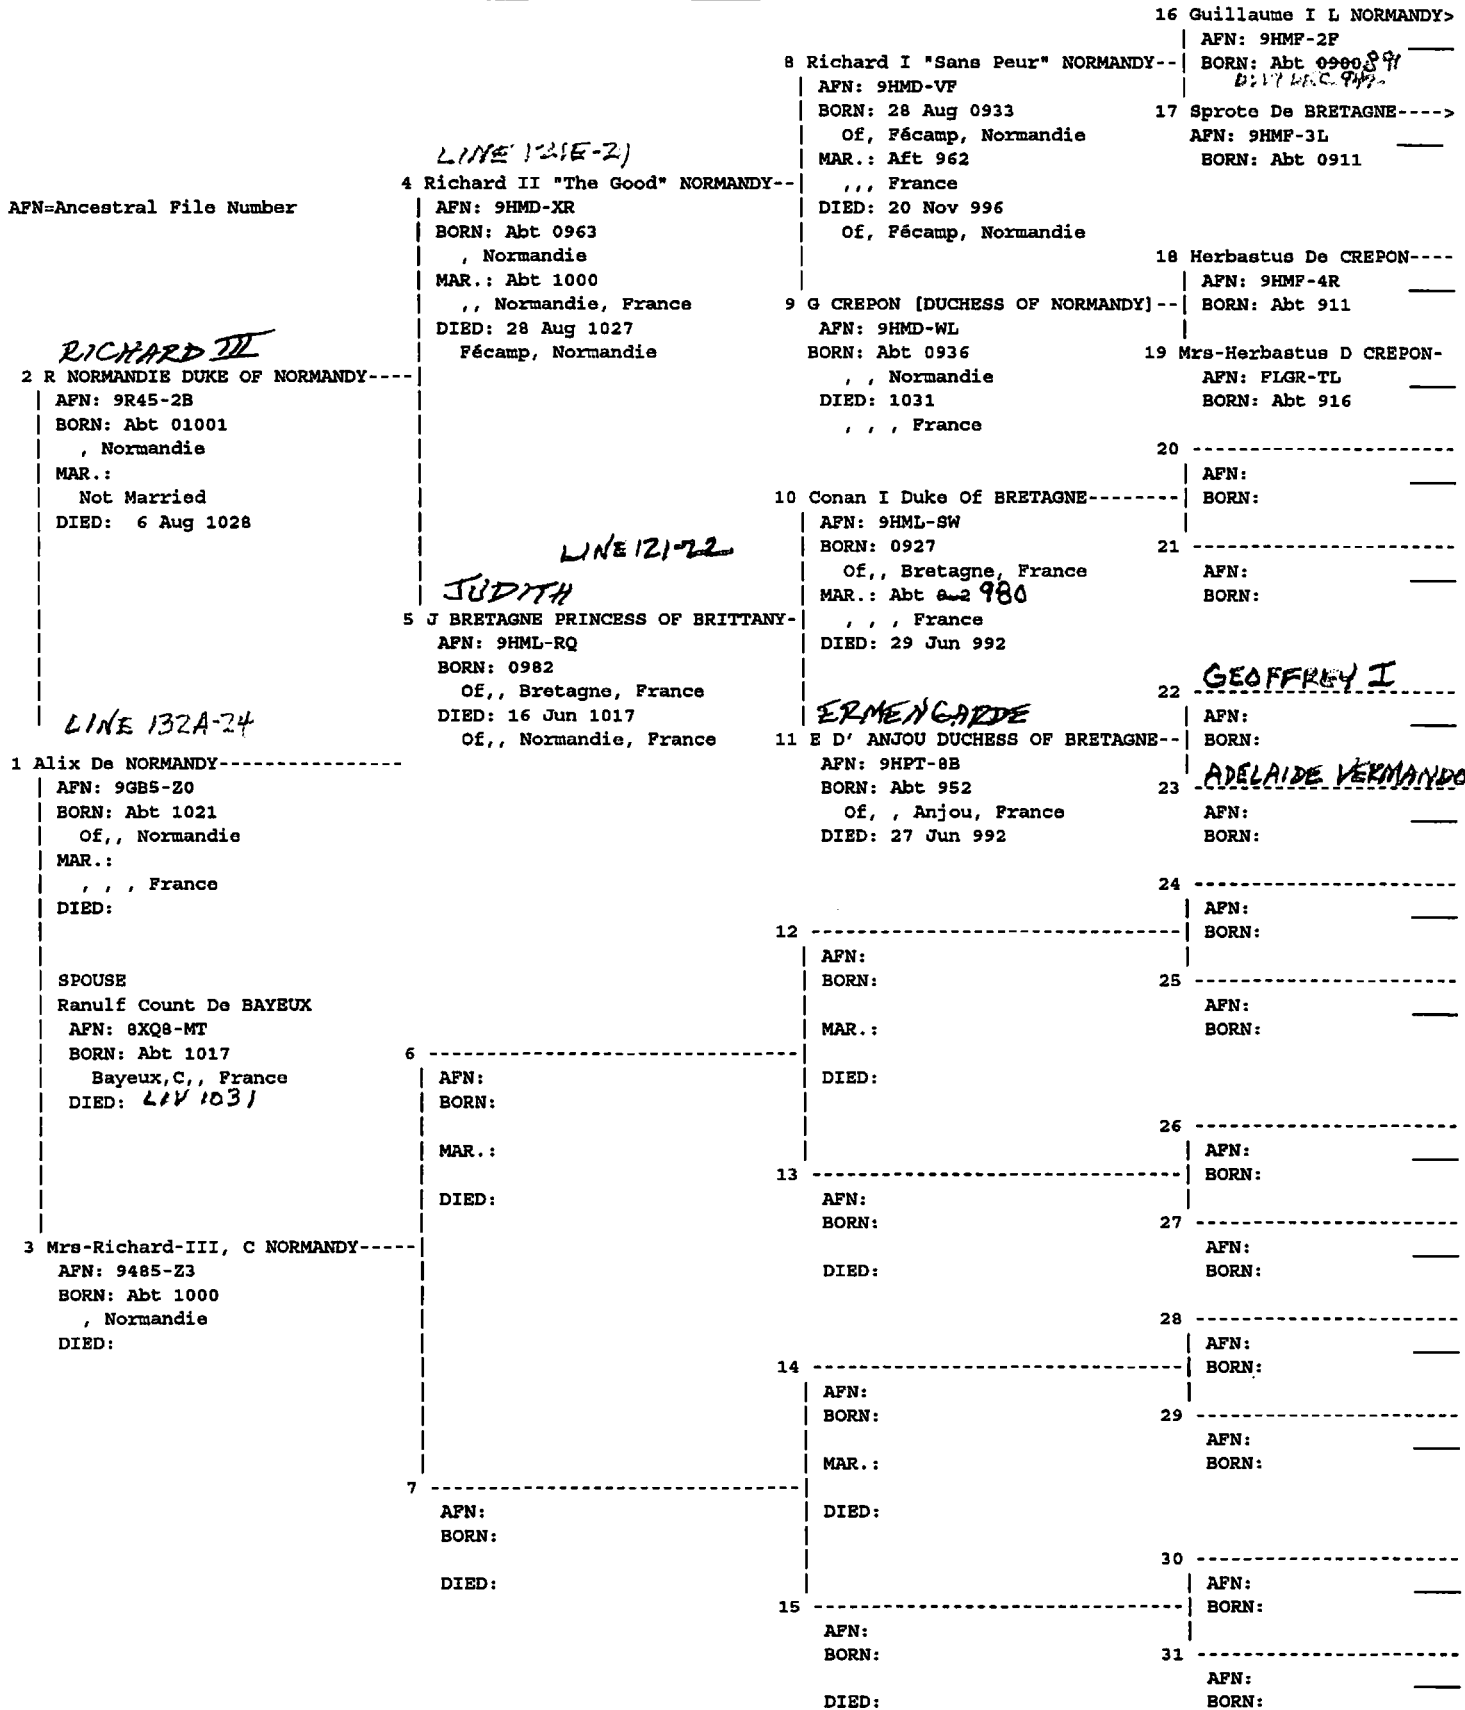 AFN=Ancestral File Number
LINE 132A-24
1 Alix De NORMANDY---------------
AFN: 9GB5-Z0
BORN: Abt 1021
Of,, Normandie
MAR.:
, , , France
DIED:
SPOUSE
Ranulf Count De BAYEUX
AFN: 8XQ8-MT
BORN: Abt 1017
Bayeux,C,, France
DIED: LIV 1031
RICHARD III
2 R NORMANDIE DUKE OF NORMANDY----
AFN: 9R45-2B
BORN: Abt 01001
, Normandie
MAR.:
Not Married
DIED: 6 Aug 1028
3 Mrs-Richard-III, C NORMANDY-----
AFN: 9485-Z3
BORN: Abt 1000
, Normandie
DIED:
LINE 121E-21
4 Richard II "The Good" NORMANDY--
AFN: 9HMD-XR
BORN: Abt 0963
, Normandie
MAR.: Abt 1000
,, Normandie, France
DIED: 28 Aug 1027
Fécamp, Normandie
LINE 121-22
JUDITH
5 J BRETAGNE PRINCESS OF BRITTANY-
AFN: 9HML-RQ
BORN: 0982
Of,, Bretagne, France
DIED: 16 Jun 1017
Of,, Normandie, France
6 -------------------------------
AFN:
BORN:
MAR.:
DIED:
7 -------------------------------
AFN:
BORN:
DIED:
8 Richard I "Sans Peur" NORMANDY--
AFN: 9HMD-VF
BORN: 28 Aug 0933
Of, Fécamp, Normandie
MAR.: Aft 962
,,, France
DIED: 20 Nov 996
Of, Fécamp, Normandie
9 G CREPON [DUCHESS OF NORMANDY]--
AFN: 9HMD-WL
BORN: Abt 0936
, , Normandie
DIED: 1031
, , , France
10 Conan I Duke Of BRETAGNE--------
AFN: 9HML-SW
BORN: 0927
Of,, Bretagne, France
MAR.: Abt 980
, , , France
DIED: 29 Jun 992
ERMENGARDE
11 E D' ANJOU DUCHESS OF BRETAGNE--
AFN: 9HPT-8B
BORN: Abt 952
Of, , Anjou, France
DIED: 27 Jun 992
12 -------------------------------
AFN:
BORN:
MAR.:
DIED:
13 -------------------------------
AFN:
BORN:
DIED:
14 -------------------------------
AFN:
BORN:
MAR.:
DIED:
15 -------------------------------
AFN:
BORN:
DIED:
16 Guillaume I L NORMANDY>
AFN: 9HMF-2F
BORN: Abt 0900 891
D: 17 DEC 942
17 Sprote De BRETAGNE---->
AFN: 9HMF-3L
BORN: Abt 0911
18 Herbastus De CREPON----
AFN: 9HMF-4R
BORN: Abt 911
19 Mrs-Herbastus D CREPON-
AFN: FLGR-TL
BORN: Abt 916
20 ----------------------
AFN:
BORN:
21 ----------------------
AFN:
BORN:
GEOFFREY I
22 ----------------------
AFN:
BORN:
ADELAIDE VERMANDO
23 ----------------------
AFN:
BORN:
24 ----------------------
AFN:
BORN:
25 ----------------------
AFN:
BORN:
26 ----------------------
AFN:
BORN:
27 ----------------------
AFN:
BORN:
28 ----------------------
AFN:
BORN:
29 ----------------------
AFN:
BORN:
30 ----------------------
AFN:
BORN:
31 ----------------------
AFN:
BORN: